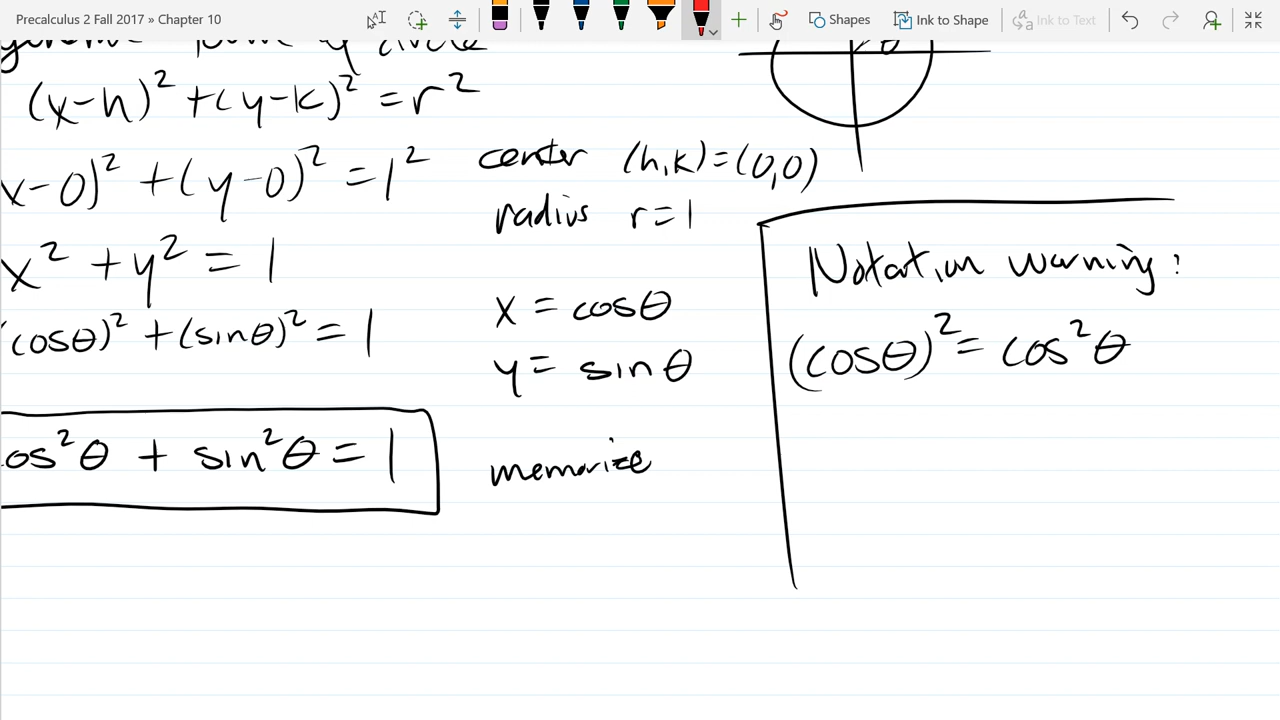 Precalculus 2 Fall 2017 » Chapter 10
Shapes
Ink to Shape
Ink to Text
circle
(x-h)² + (y-k)² = r²
x-0)² + (y-0)² = 1²
center (h,k)=(0,0)
radius r=1
x² + y² = 1
x = cosθ
(cosθ)² + (sinθ)² = 1
y = sinθ
os²θ + sin²θ = 1
memorize
Notation warning:
(cosθ)² = cos²θ